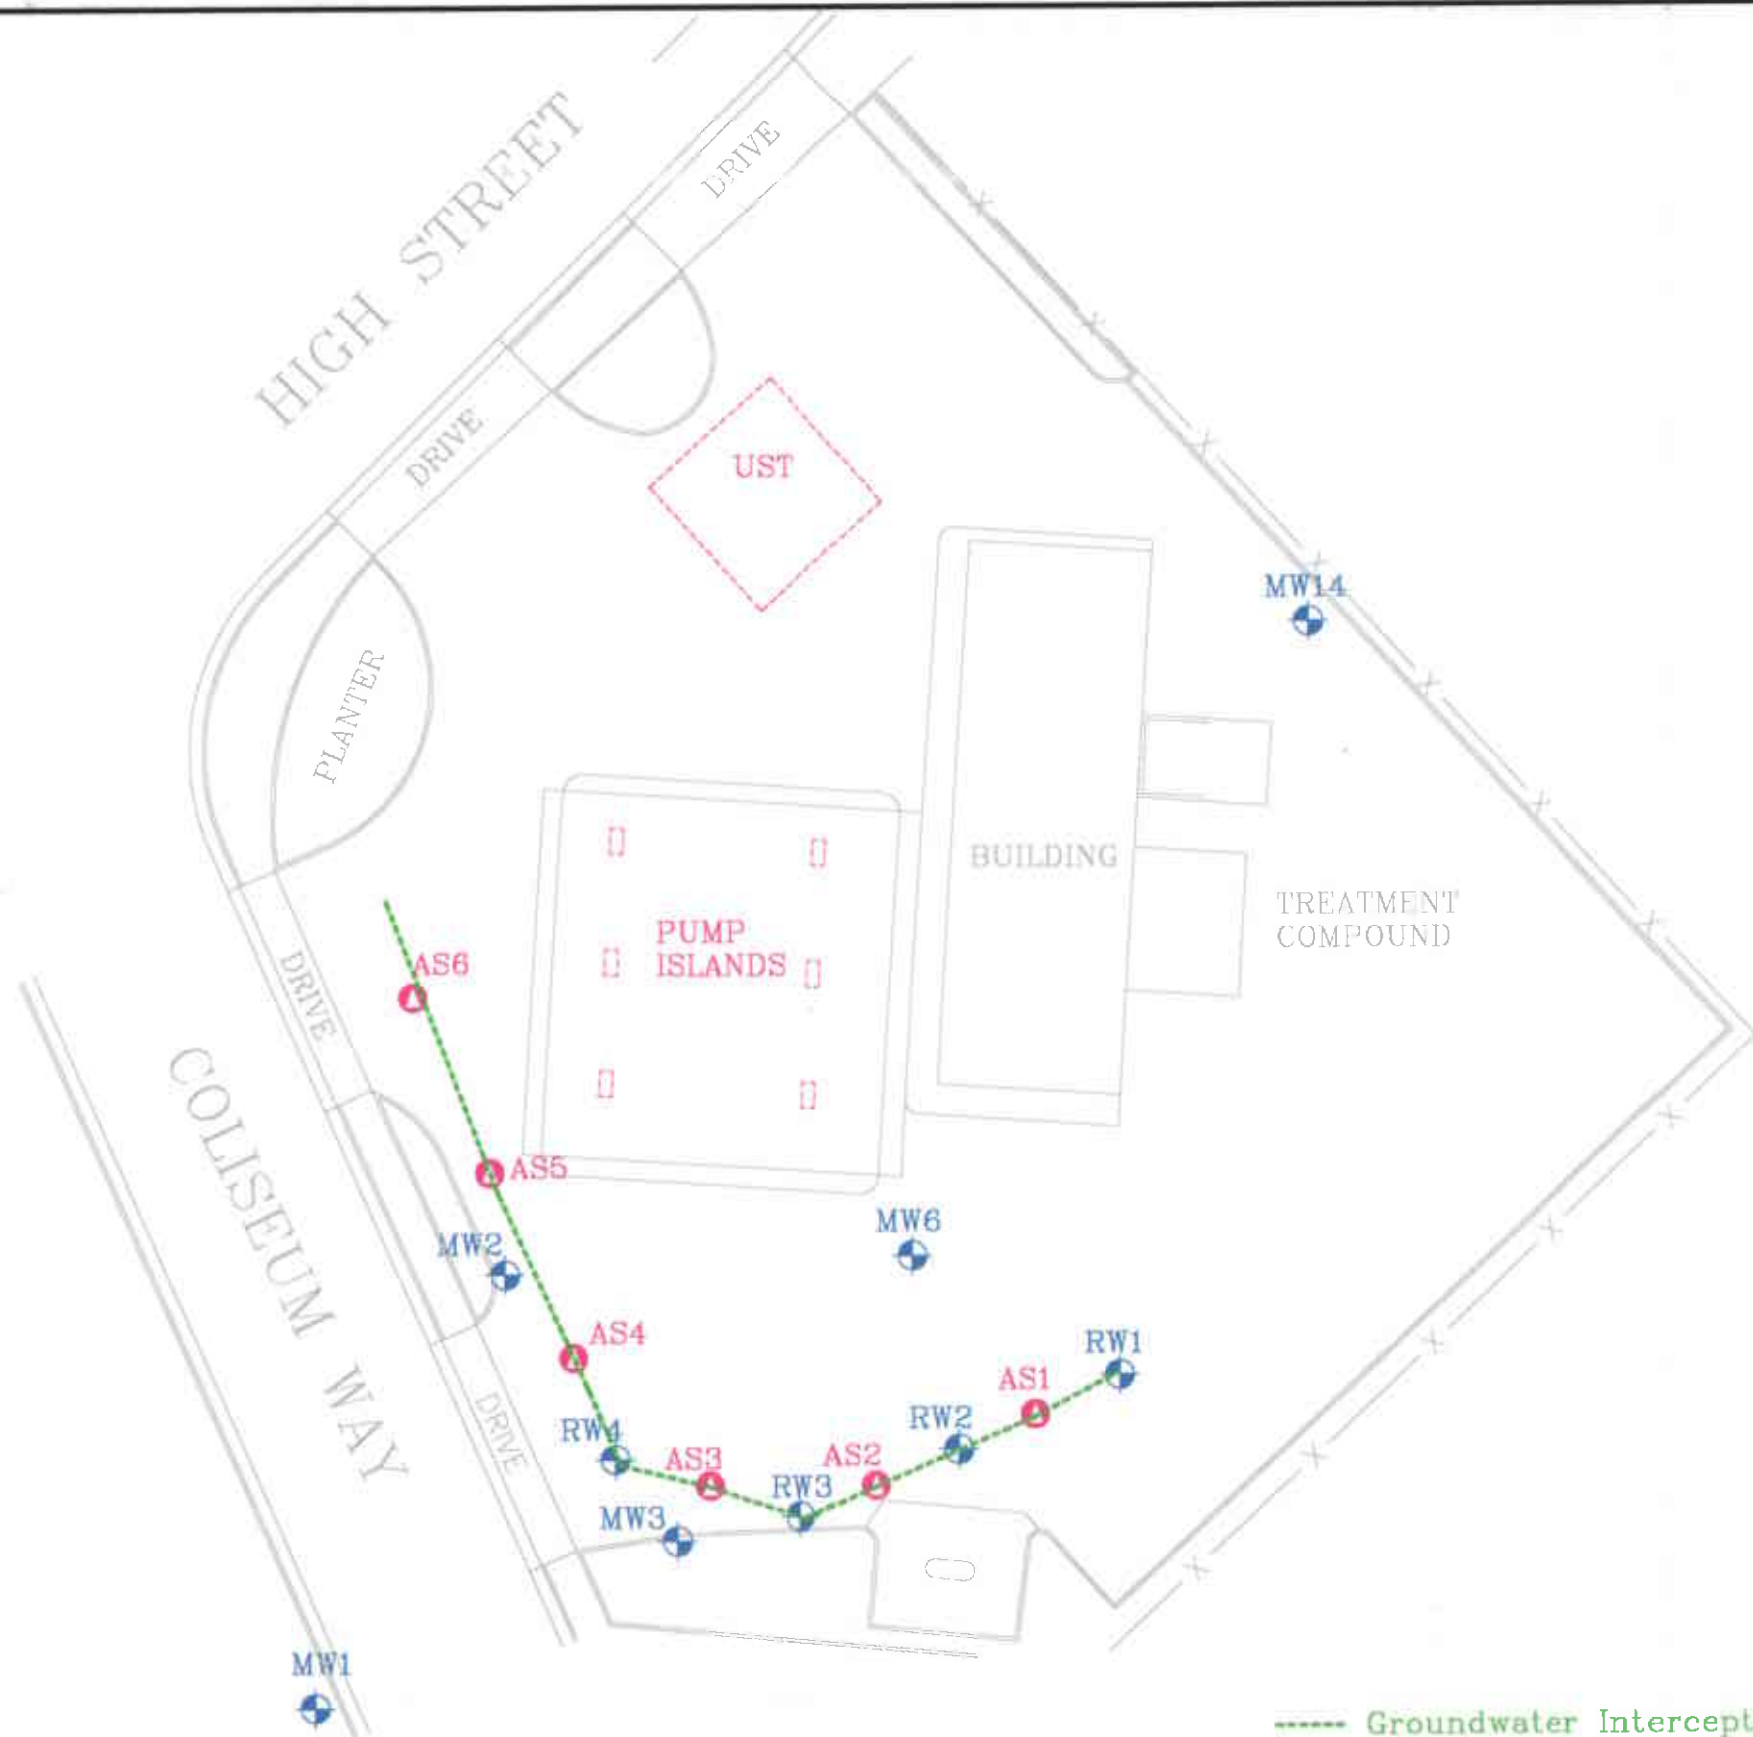 HIGH STREET
DRIVE
DRIVE
UST
MW14
PLANTER
BUILDING
TREATMENT
COMPOUND
PUMP
ISLANDS
AS6
DRIVE
COLISEUM WAY
AS5
MW2
MW6
AS4
RW1
AS1
RW4
RW2
AS3
AS2
RW3
MW3
DRIVE
MW1
Groundwater Intercept